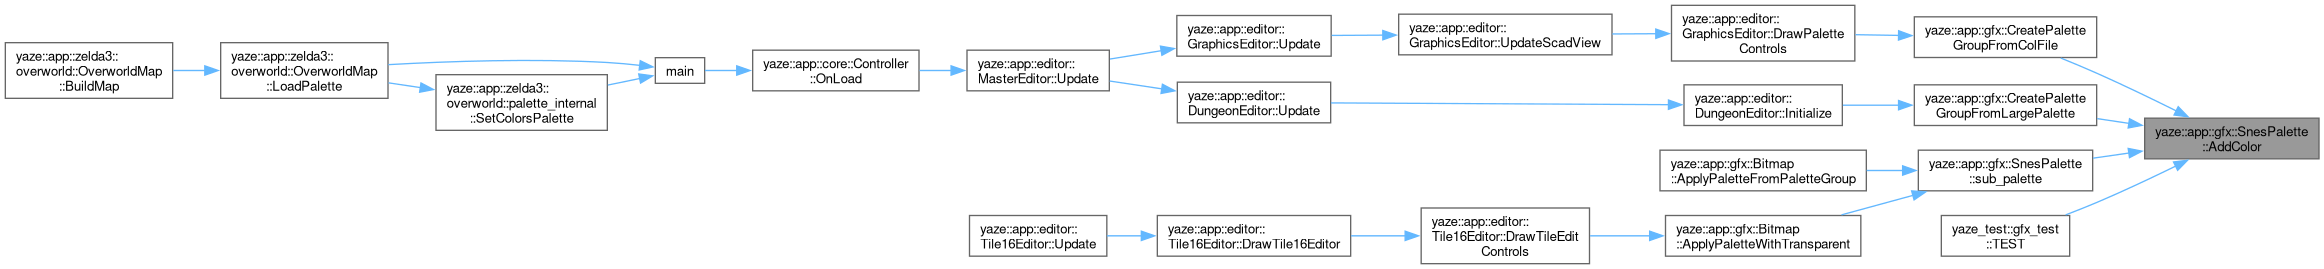 yaze::app::zelda3::
overworld::OverworldMap
::BuildMap
yaze::app::zelda3::
overworld::OverworldMap
::LoadPalette
yaze::app::zelda3::
overworld::palette_internal
::SetColorsPalette
main
yaze::app::core::Controller
::OnLoad
yaze::app::editor::
MasterEditor::Update
yaze::app::editor::
GraphicsEditor::Update
yaze::app::editor::
DungeonEditor::Update
yaze::app::editor::
GraphicsEditor::UpdateScadView
yaze::app::editor::
GraphicsEditor::DrawPalette
Controls
yaze::app::gfx::CreatePalette
GroupFromColFile
yaze::app::editor::
DungeonEditor::Initialize
yaze::app::gfx::CreatePalette
GroupFromLargePalette
yaze::app::gfx::SnesPalette
::AddColor
yaze::app::gfx::Bitmap
::ApplyPaletteFromPaletteGroup
yaze::app::gfx::SnesPalette
::sub_palette
yaze::app::editor::
Tile16Editor::Update
yaze::app::editor::
Tile16Editor::DrawTile16Editor
yaze::app::editor::
Tile16Editor::DrawTileEdit
Controls
yaze::app::gfx::Bitmap
::ApplyPaletteWithTransparent
yaze_test::gfx_test
::TEST